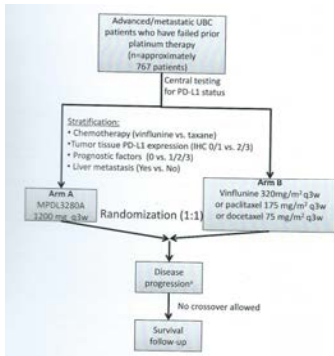 Advanced/metastatic UBC
patients who have failed prior
platinum therapy
(n=approximately
767 patients)
Central testing
for PD-L1 status
Stratification:
• Chemotherapy (vinflunine vs. taxane)
•Tumor tissue PD-L1 expression (IHC 0/1 vs. 2/3)
• Prognostic factors (0 vs. 1/2/3)
• Liver metastasis (Yes vs. No)
Arm A
MPDL3280A
1200 mg q3w
Randomization (1:1)
Arm B
Vinflunine 320mg/m² q3w
or paclitaxel 175 mg/m² q3w
or docetaxel 75 mg/m² q3w
Disease
progressionª
No crossover allowed
Survival
follow-up